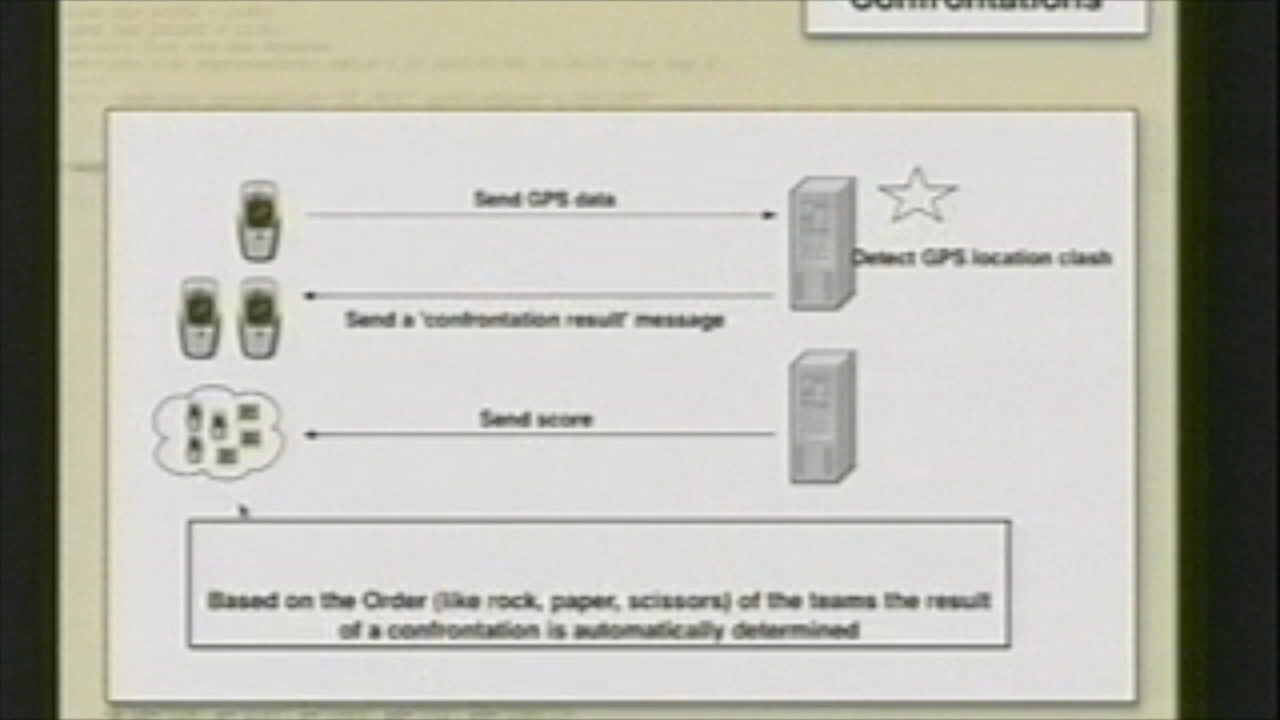 Confrontations
Send GPS data
Detect GPS location clash
Send a 'confrontation result' message
Send score
Based on the Order (like rock, paper, scissors) of the teams the result
of a confrontation is automatically determined